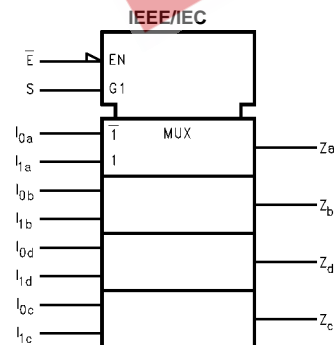 IEEE/IEC
E̅ EN
S G1
I0a 1̅ MUX
I1a 1 Za
I0b
I1b Zb
I0d
I1d Zd
I0c
I1c Zc